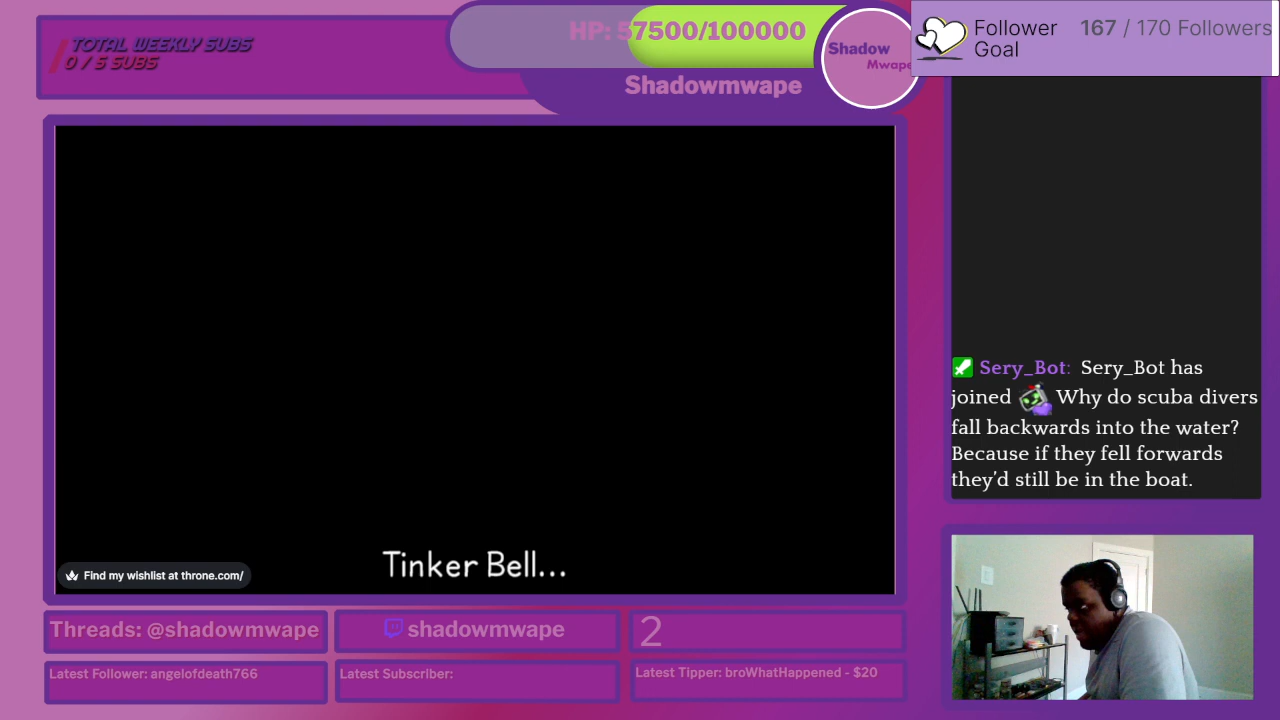 TOTAL WEEKLY SUBS
0 / 5 SUBS
HP: 57500/100000
Shadowmwape
Shadow
Mwape
Follower
Goal
167 / 170 Followers
Sery_Bot: Sery_Bot has
joined Why do scuba divers
fall backwards into the water?
Because if they fell forwards
they'd still be in the boat.
Tinker Bell...
Find my wishlist at throne.com/
Threads: @shadowmwape
shadowmwape
2
Latest Follower: angelofdeath766
Latest Subscriber:
Latest Tipper: broWhatHappened - $20